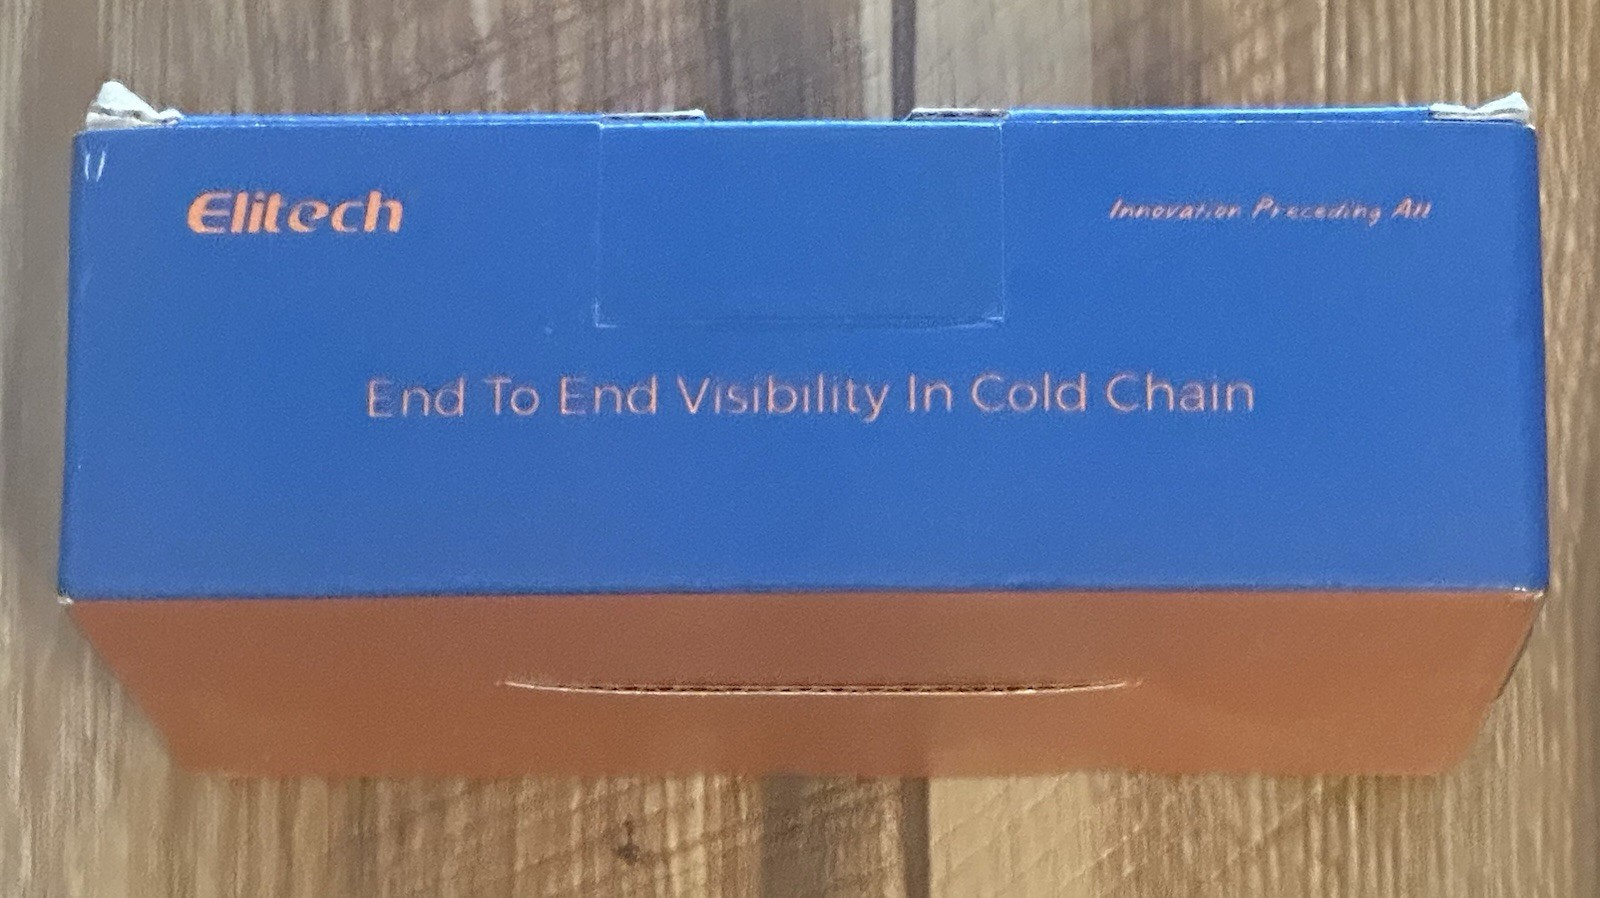 Elitech
Innovation Preceding All
End To End Visibility In Cold Chain